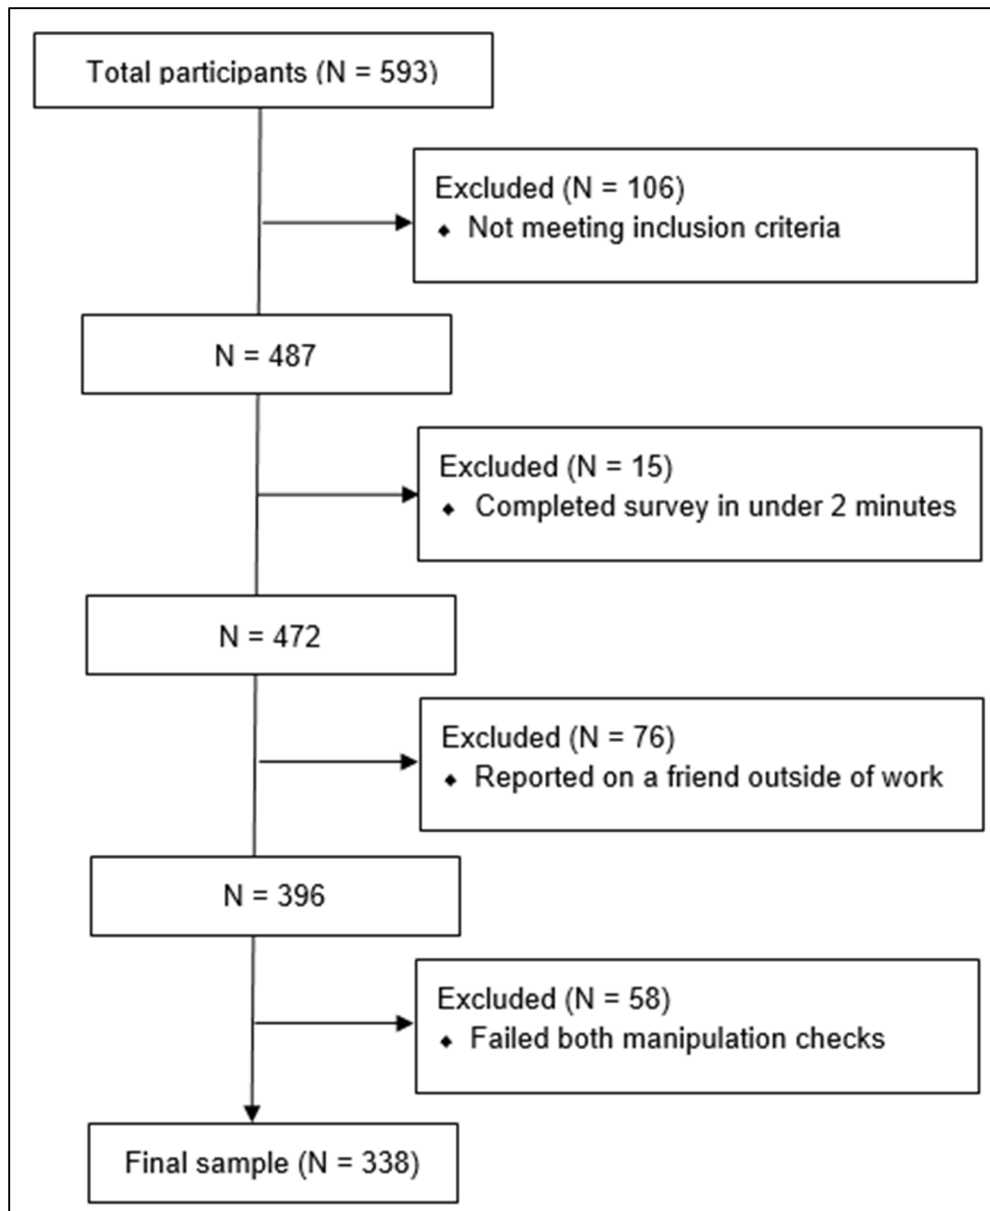 Total participants (N = 593)
Excluded (N = 106)
⬥ Not meeting inclusion criteria
N = 487
Excluded (N = 15)
⬥ Completed survey in under 2 minutes
N = 472
Excluded (N = 76)
⬥ Reported on a friend outside of work
N = 396
Excluded (N = 58)
⬥ Failed both manipulation checks
Final sample (N = 338)